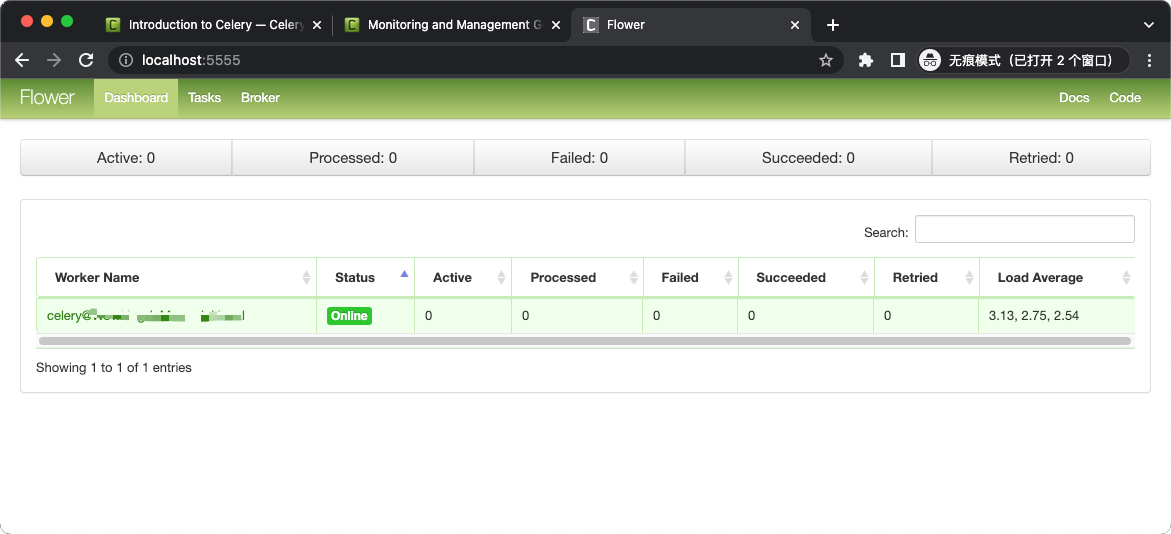 Introduction to Celery — Celery
Monitoring and Management G
Flower
localhost:5555
无痕模式（已打开 2 个窗口）
Flower
Dashboard
Tasks
Broker
Docs
Code
Active: 0
Processed: 0
Failed: 0
Succeeded: 0
Retried: 0
Search:
Worker Name
Status
Active
Processed
Failed
Succeeded
Retried
Load Average
celery@
Online
0
0
0
0
0
3.13, 2.75, 2.54
Showing 1 to 1 of 1 entries